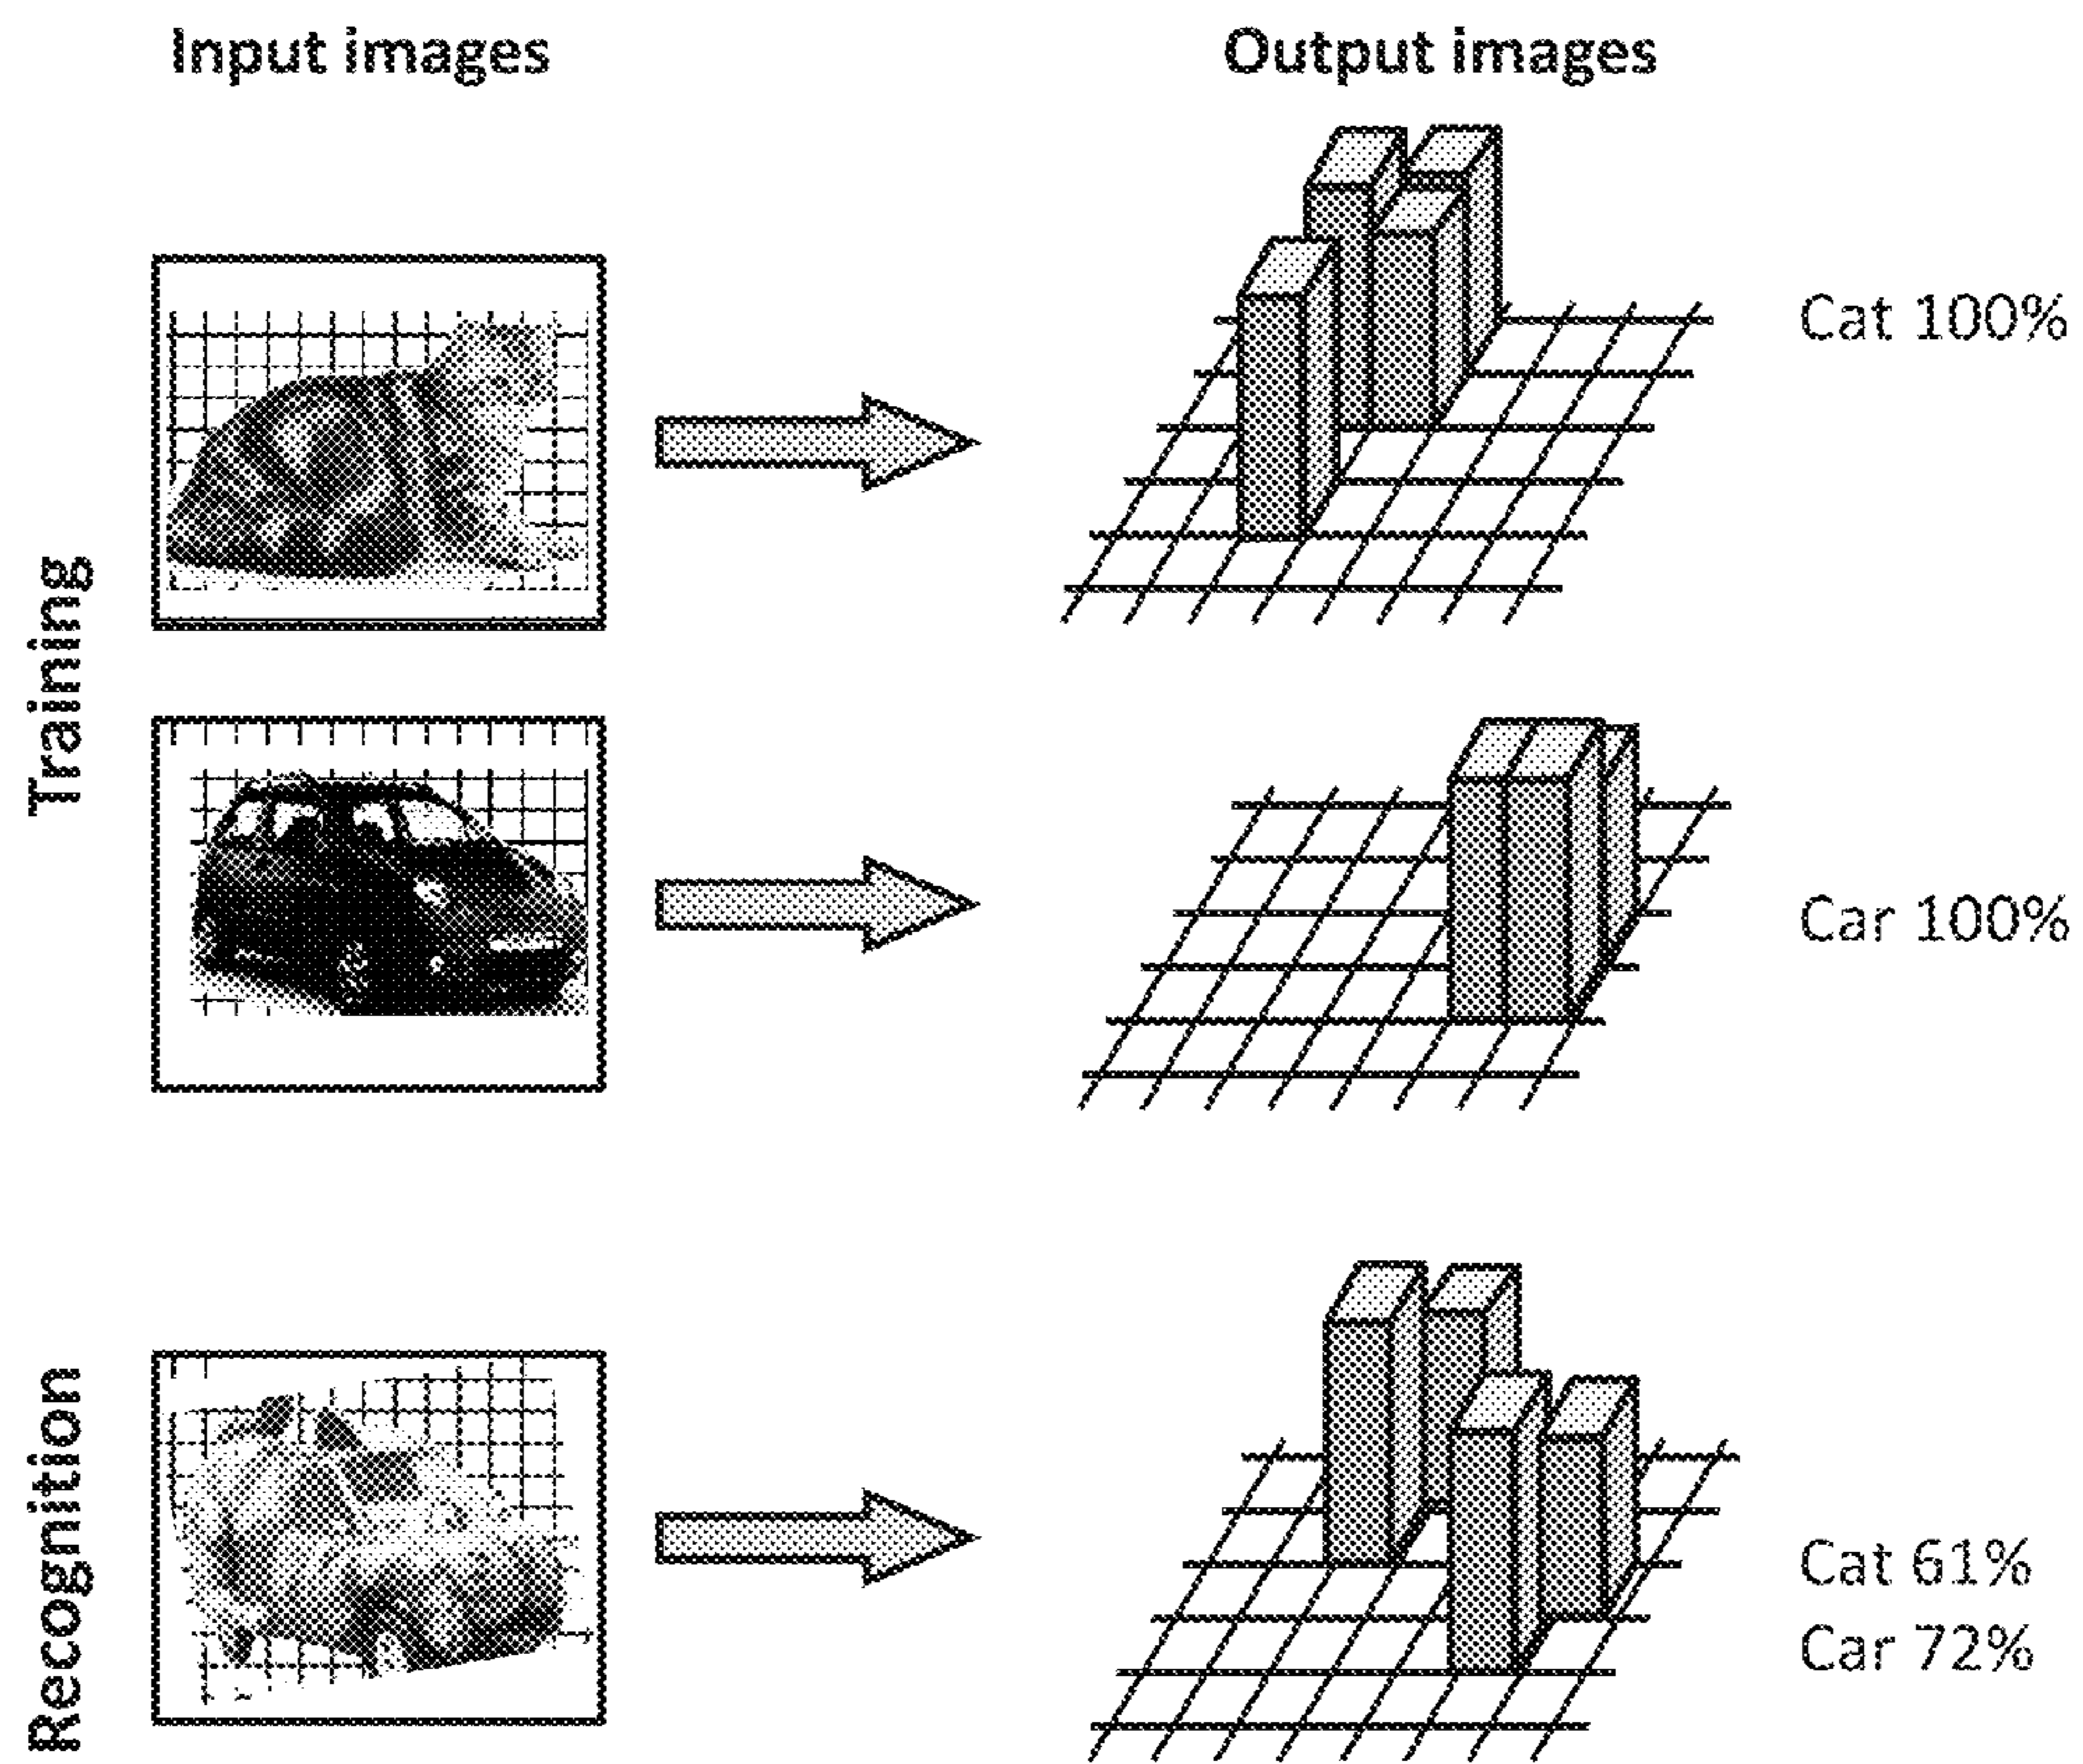 Input images
Output images
Training
Cat 100%
Car 100%
Recognition
Cat 61%
Car 72%